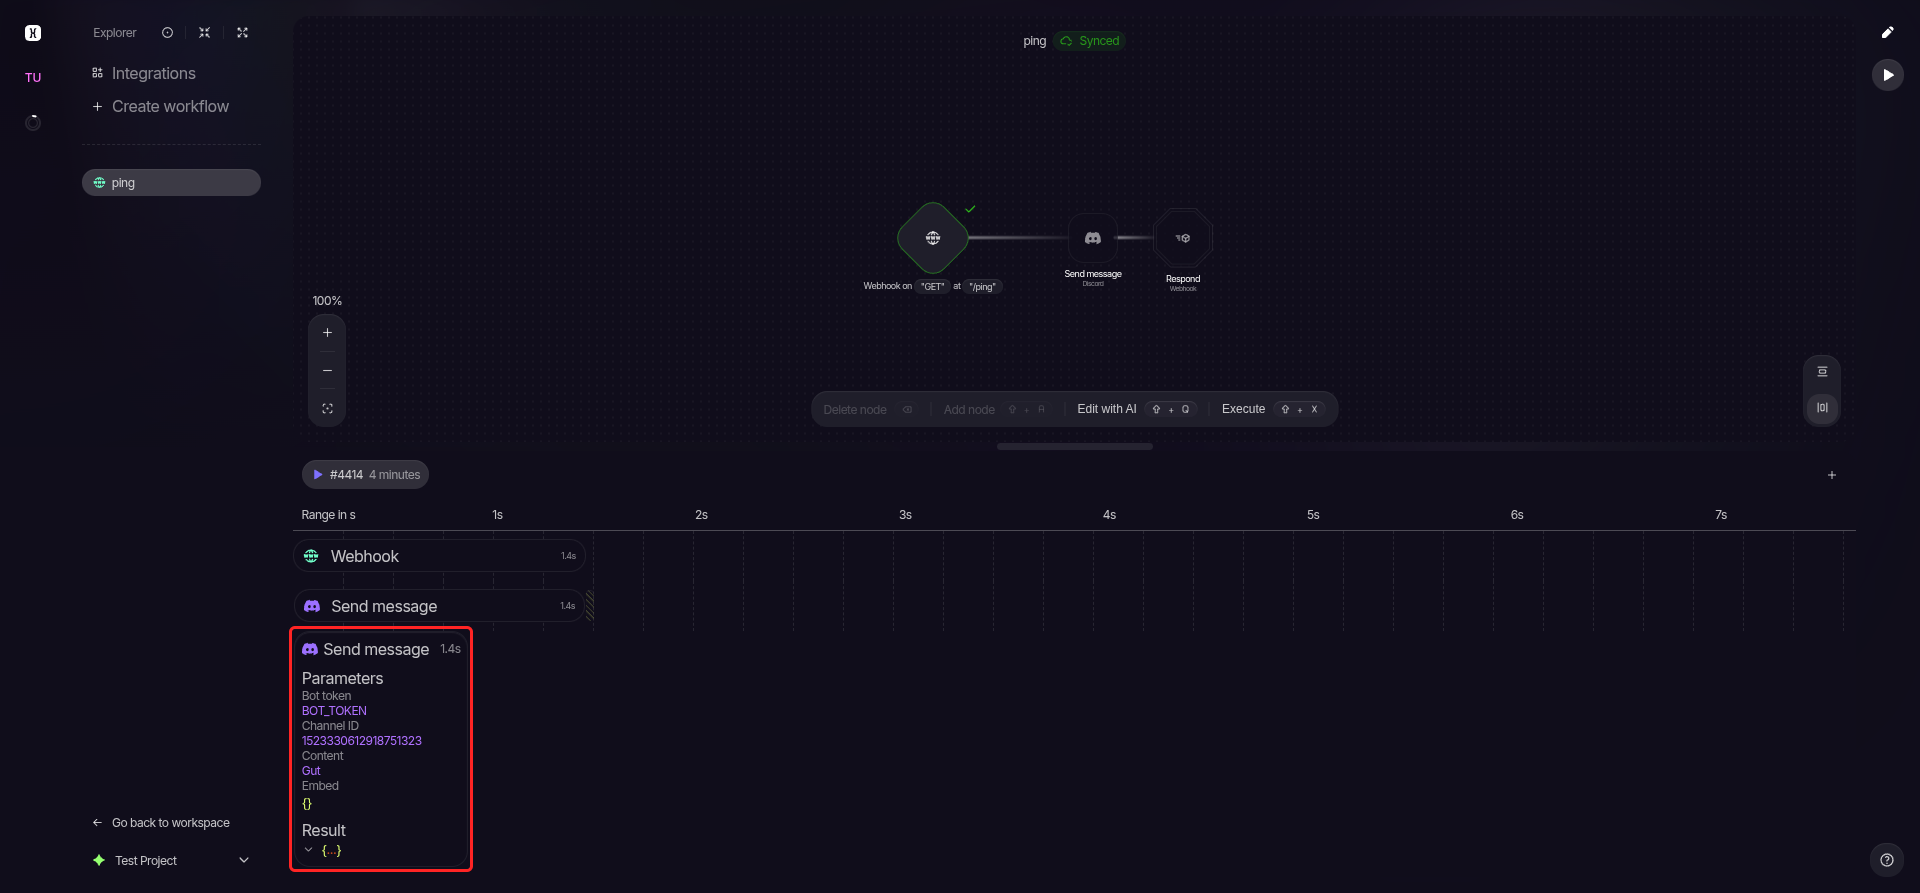 Explorer
TU
Integrations
Create workflow
ping
ping Synced
Webhook on "GET" at "/ping"
Send message
Discord
Respond
Webhook
100%
Delete node Add node ⇧ + A Edit with AI ⇧ + Q Execute ⇧ + X
#4414 4 minutes
Range in s 1s 2s 3s 4s 5s 6s 7s
Webhook 1.4s
Send message 1.4s
Send message 1.4s
Parameters
Bot token
BOT_TOKEN
Channel ID
1523330612918751323
Content
Gut
Embed
{}
Result
{...}
Go back to workspace
Test Project